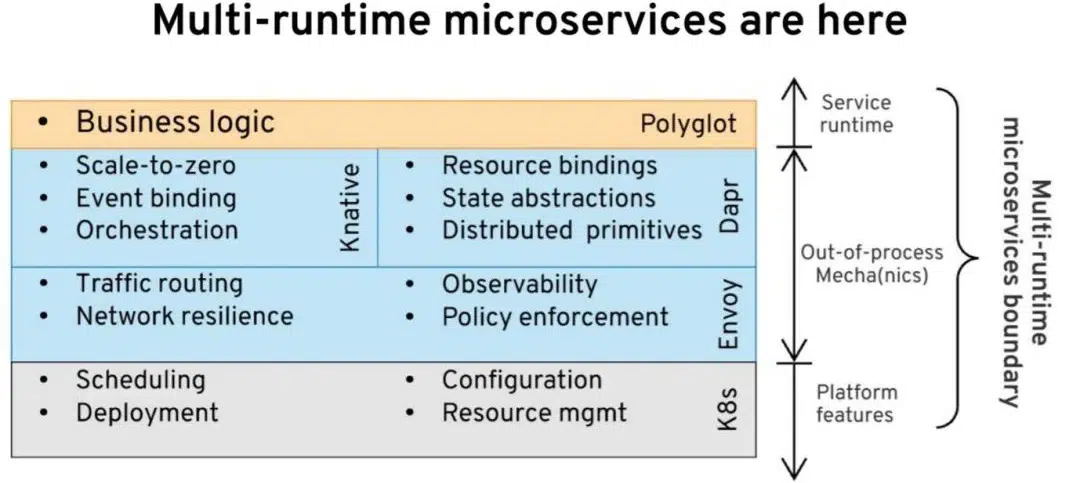 Multi-runtime microservices are here
• Business logic
Polyglot
• Scale-to-zero
• Event binding
• Orchestration
Knative
• Resource bindings
• State abstractions
• Distributed primitives
Dapr
• Traffic routing
• Network resilience
• Observability
• Policy enforcement
Envoy
• Scheduling
• Deployment
• Configuration
• Resource mgmt
K8s
Service
runtime
Out-of-process
Mecha(nics)
Platform
features
Multi-runtime
microservices boundary